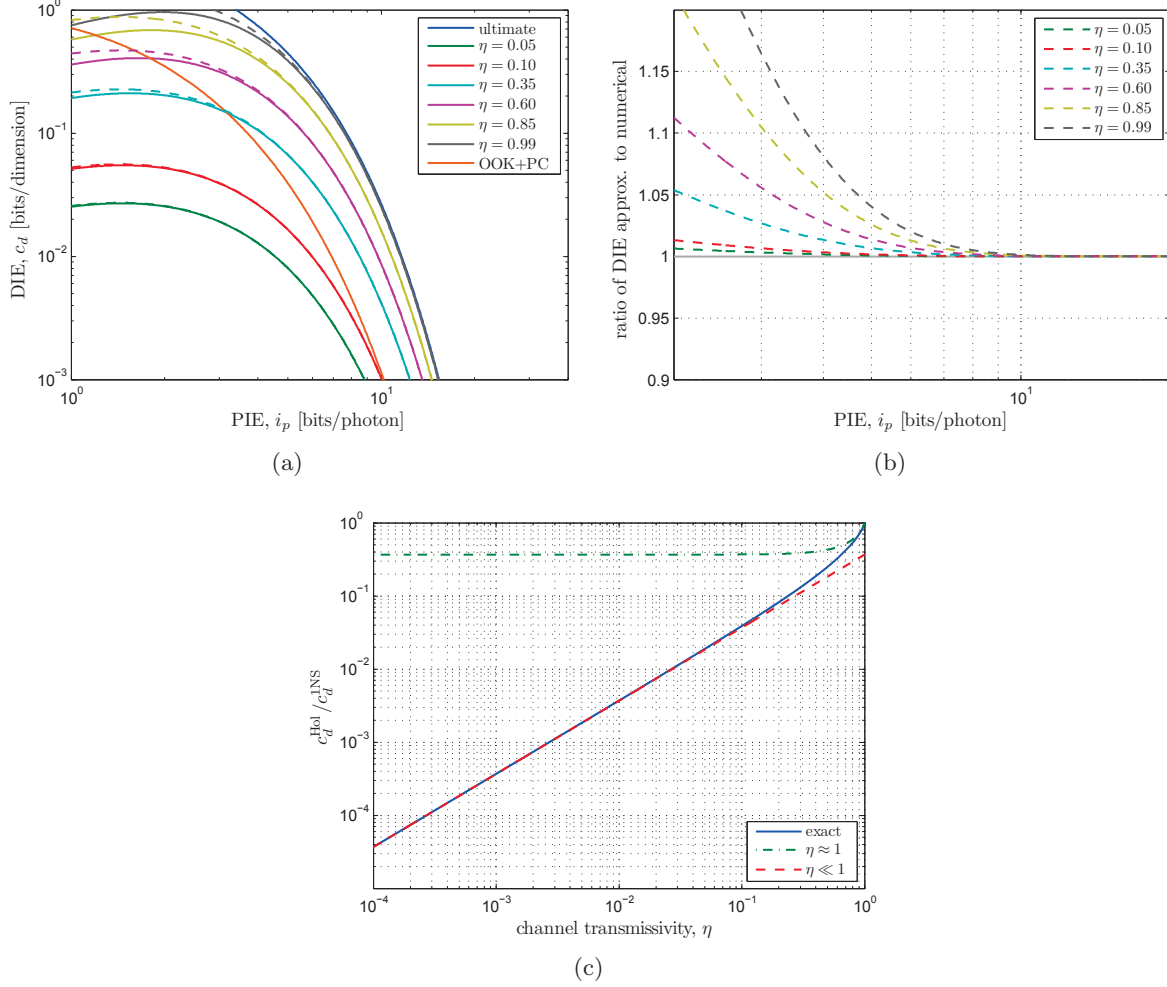 10^0
10^-1
10^-2
10^-3
10^0
10^1
DIE, c_d [bits/dimension]
PIE, i_p [bits/photon]
ultimate
η = 0.05
η = 0.10
η = 0.35
η = 0.60
η = 0.85
η = 0.99
OOK+PC
(a)
1.15
1.1
1.05
1
0.95
0.9
10^1
ratio of DIE approx. to numerical
PIE, i_p [bits/photon]
η = 0.05
η = 0.10
η = 0.35
η = 0.60
η = 0.85
η = 0.99
(b)
10^0
10^-1
10^-2
10^-3
10^-4
10^-4
10^-3
10^-2
10^-1
10^0
c_d^Hol/c_d^1NS
channel transmissivity, η
exact
η ≈ 1
η ≪ 1
(c)